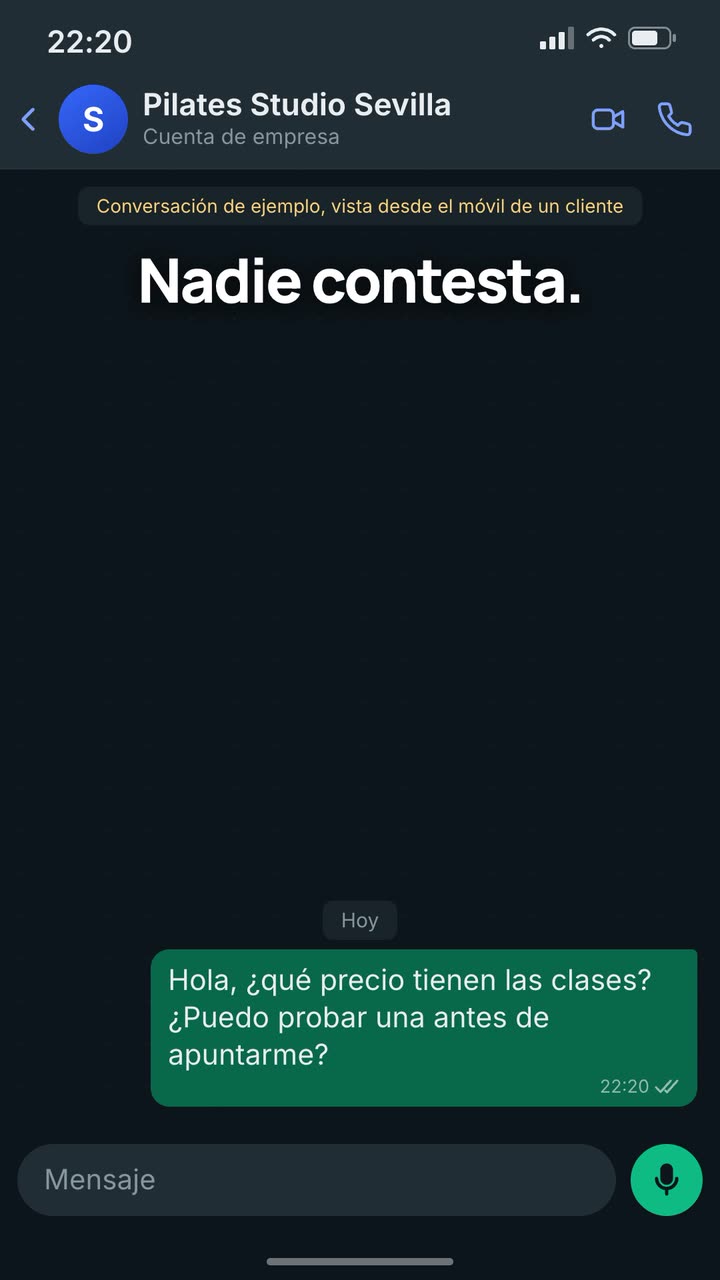 22:20
S
Pilates Studio Sevilla
Cuenta de empresa
Conversación de ejemplo, vista desde el móvil de un cliente
Nadie contesta.
Hoy
Hola, ¿qué precio tienen las clases?
¿Puedo probar una antes de
apuntarme?
22:20
Mensaje